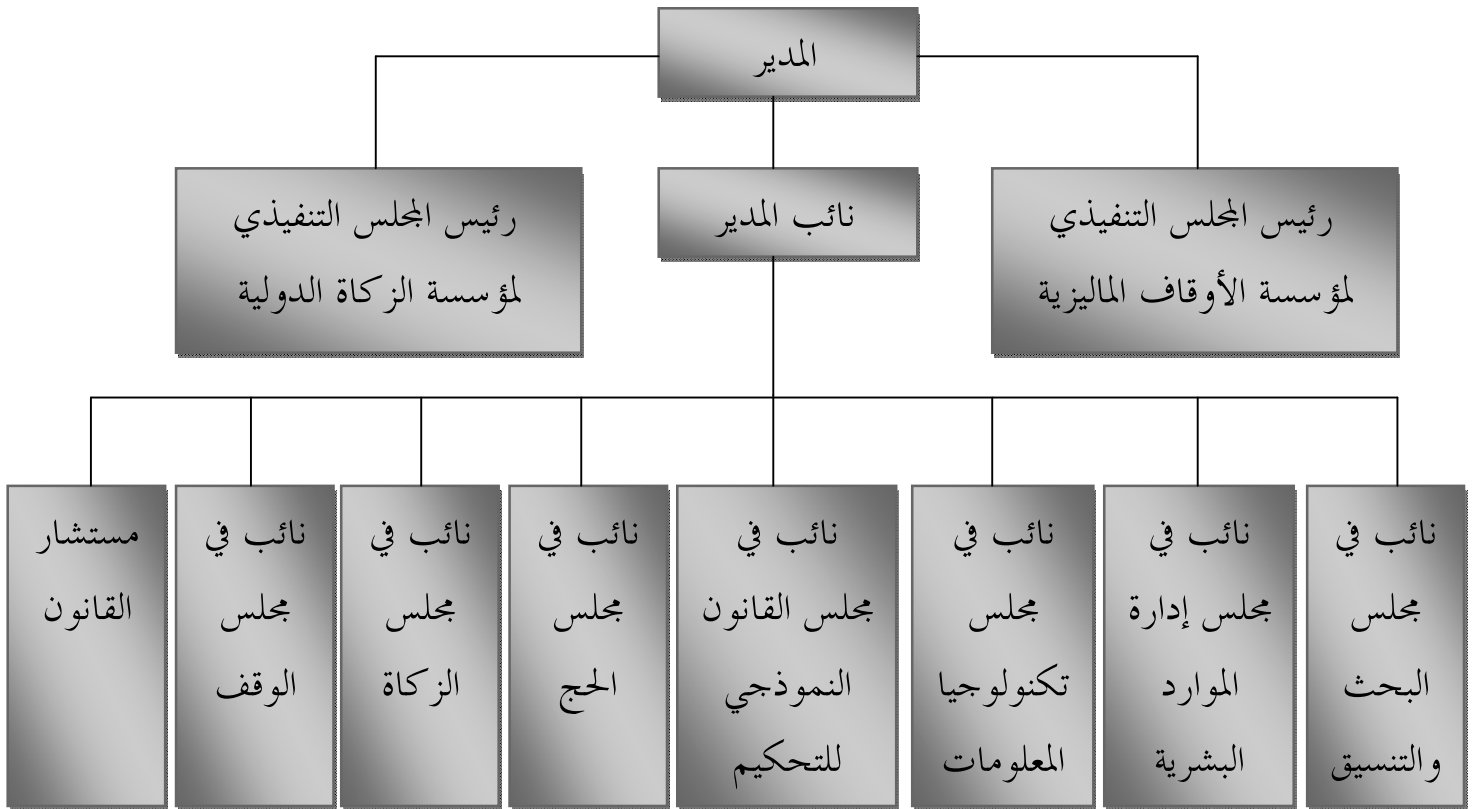 المدير
رئيس المجلس التنفيذي
لمؤسسة الأوقاف الماليزية
نائب المدير
رئيس المجلس التنفيذي
لمؤسسة الزكاة الدولية
نائب في
مجلس
البحث
والتنسيق
نائب في
مجلس إدارة
الموارد
البشرية
نائب في
مجلس
تكنولوجيا
المعلومات
نائب في
مجلس القانون
النموذجي
للتحكيم
نائب في
مجلس
الحج
نائب في
مجلس
الزكاة
نائب في
مجلس
الوقف
مستشار
القانون